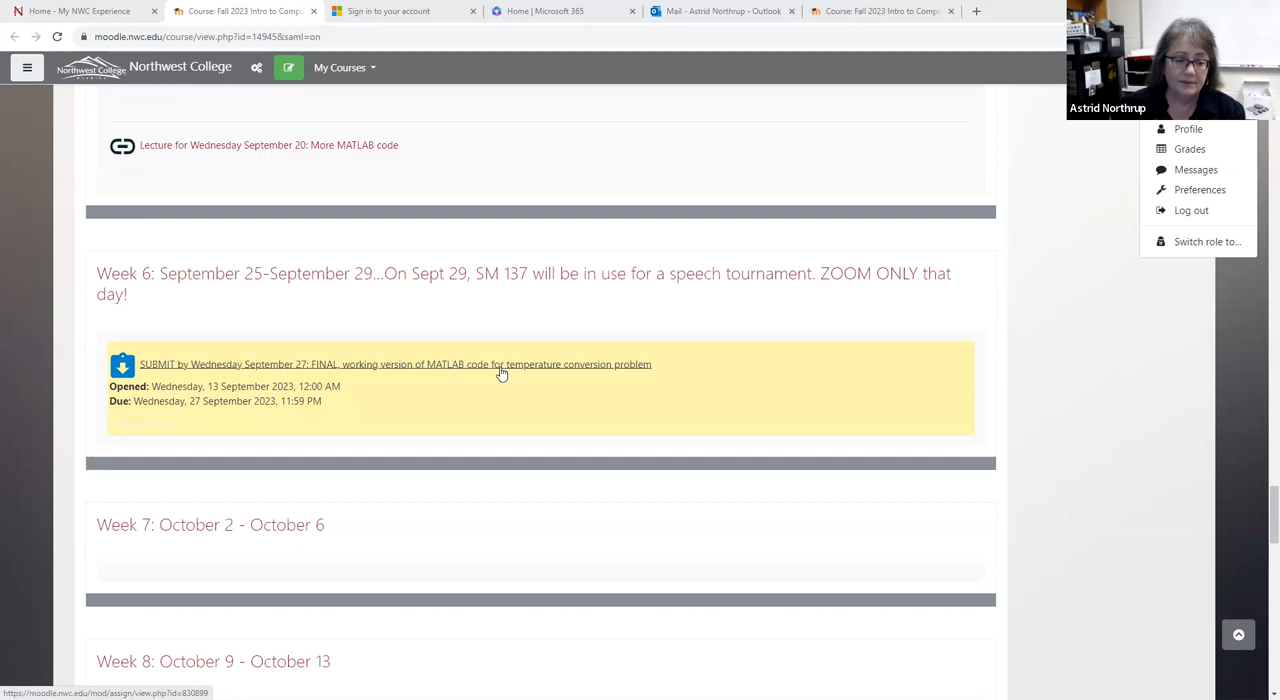 Home - My NWC Experience
Course: Fall 2023 Intro to Compu
Sign in to your account
Home | Microsoft 365
Mail - Astrid Northrup - Outlook
Course: Fall 2023 Intro to Compu
moodle.nwc.edu/course/view.php?id=14945&saml=on
Northwest College
Northwest College
My Courses
Astrid Northrup
Profile
Grades
Messages
Preferences
Log out
Switch role to...
Lecture for Wednesday September 20: More MATLAB code
Week 6: September 25-September 29...On Sept 29, SM 137 will be in use for a speech tournament. ZOOM ONLY that
day!
SUBMIT by Wednesday September 27: FINAL, working version of MATLAB code for temperature conversion problem
Opened: Wednesday, 13 September 2023, 12:00 AM
Due: Wednesday, 27 September 2023, 11:59 PM
Week 7: October 2 - October 6
Week 8: October 9 - October 13
https://moodle.nwc.edu/mod/assign/view.php?id=830899